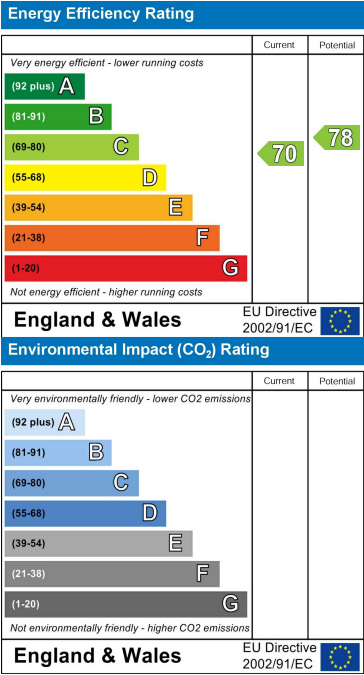 Energy Efficiency Rating
Current Potential
Very energy efficient - lower running costs
(92 plus) A
(81-91) B
(69-80) C
(55-68) D
(39-54) E
(21-38) F
(1-20) G
70
78
Not energy efficient - higher running costs
England & Wales
EU Directive
2002/91/EC
Environmental Impact (CO₂) Rating
Current Potential
Very environmentally friendly - lower CO2 emissions
(92 plus) A
(81-91) B
(69-80) C
(55-68) D
(39-54) E
(21-38) F
(1-20) G
Not environmentally friendly - higher CO2 emissions
England & Wales
EU Directive
2002/91/EC